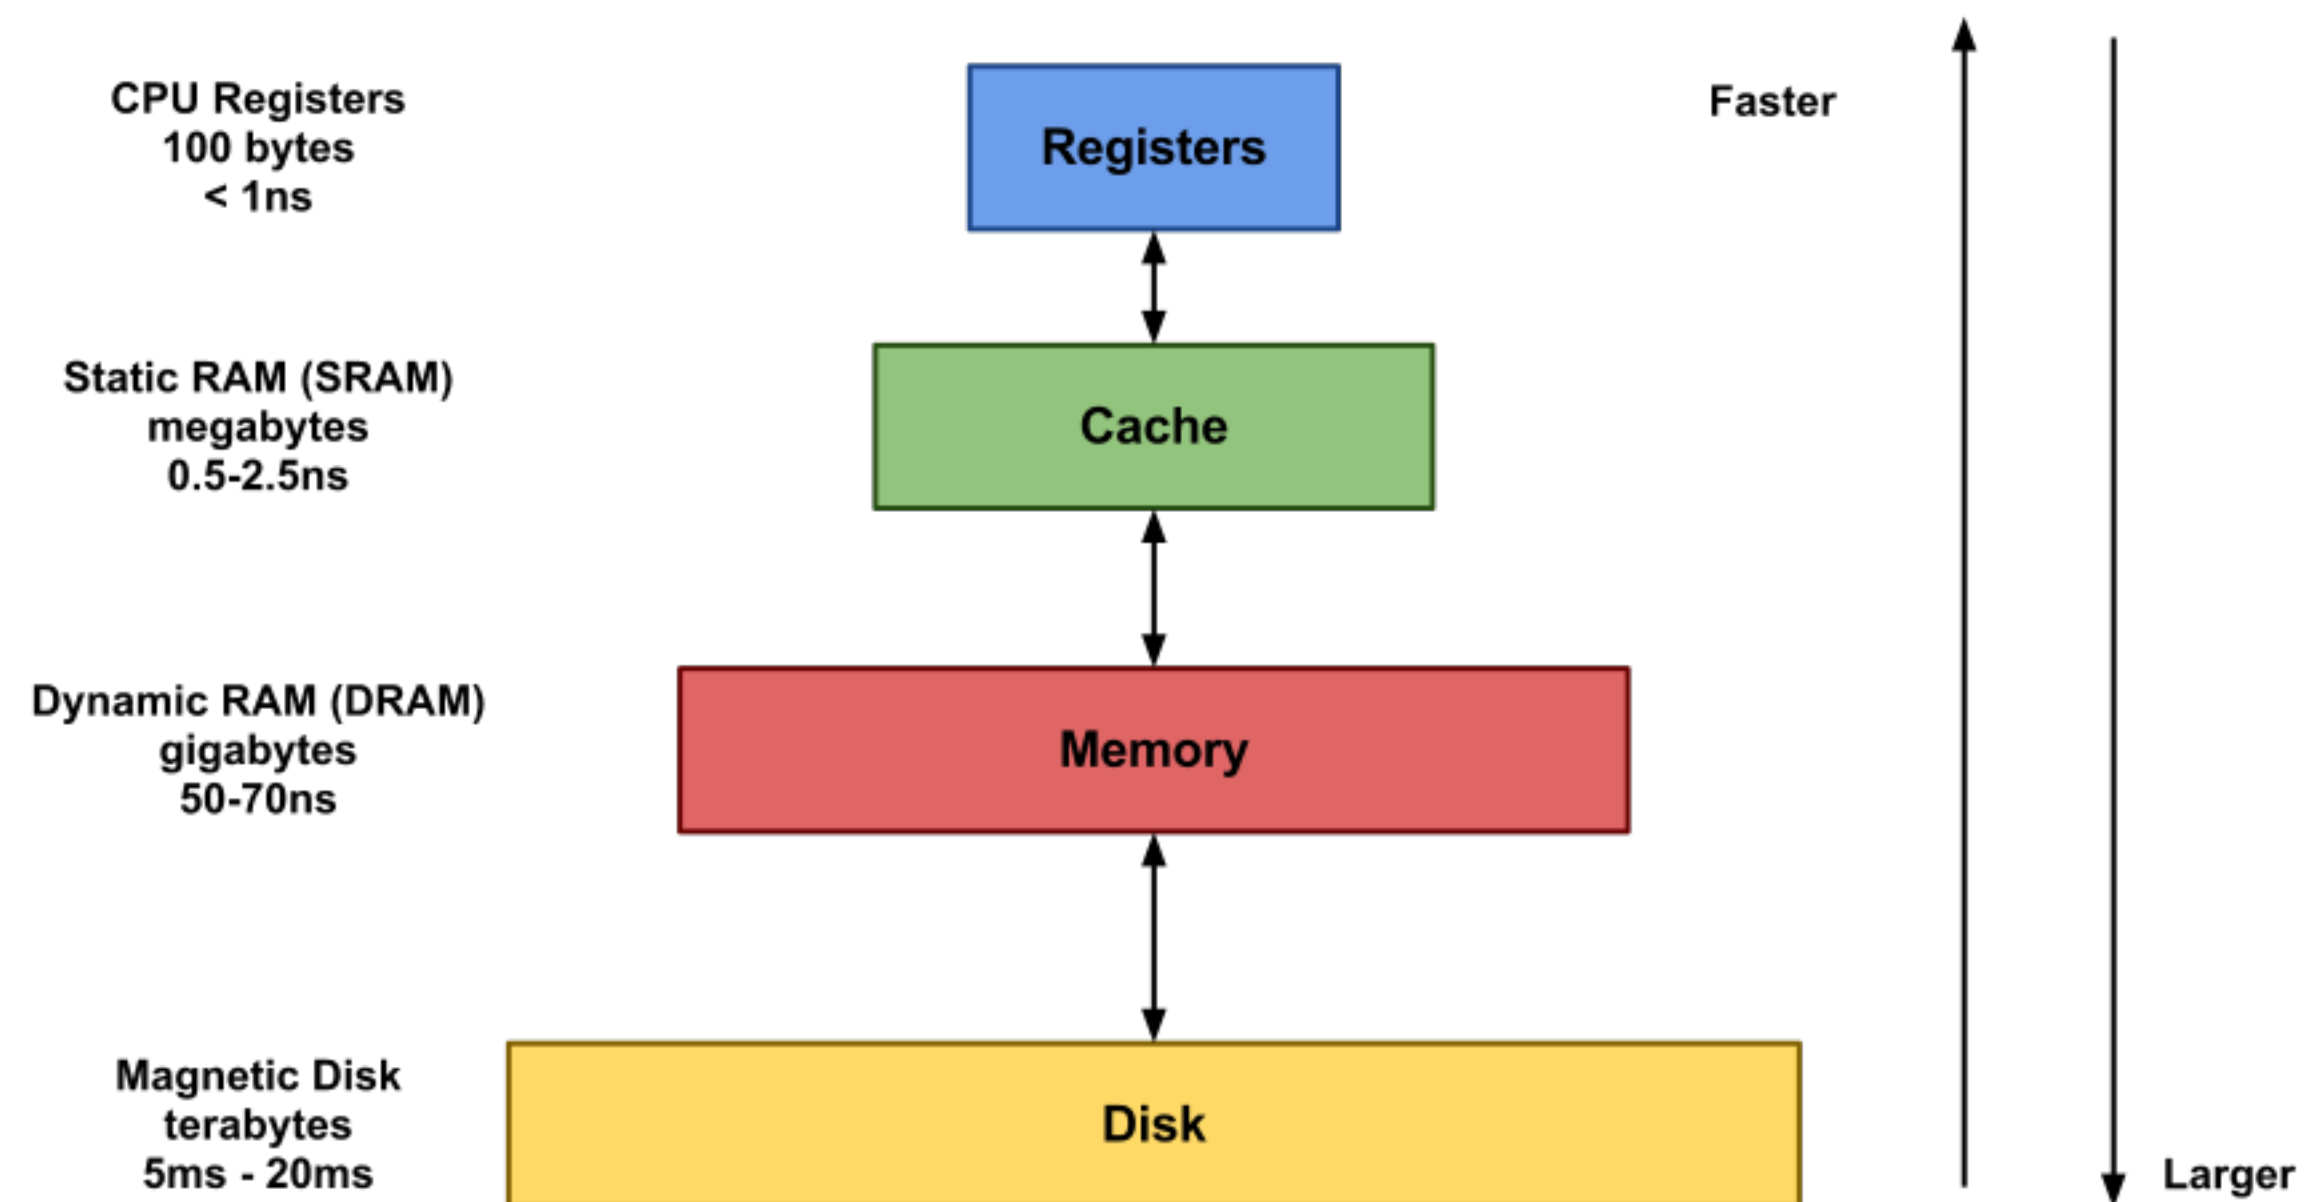 CPU Registers
100 bytes
< 1ns
Registers
Faster
Static RAM (SRAM)
megabytes
0.5-2.5ns
Cache
Dynamic RAM (DRAM)
gigabytes
50-70ns
Memory
Magnetic Disk
terabytes
5ms - 20ms
Disk
Larger